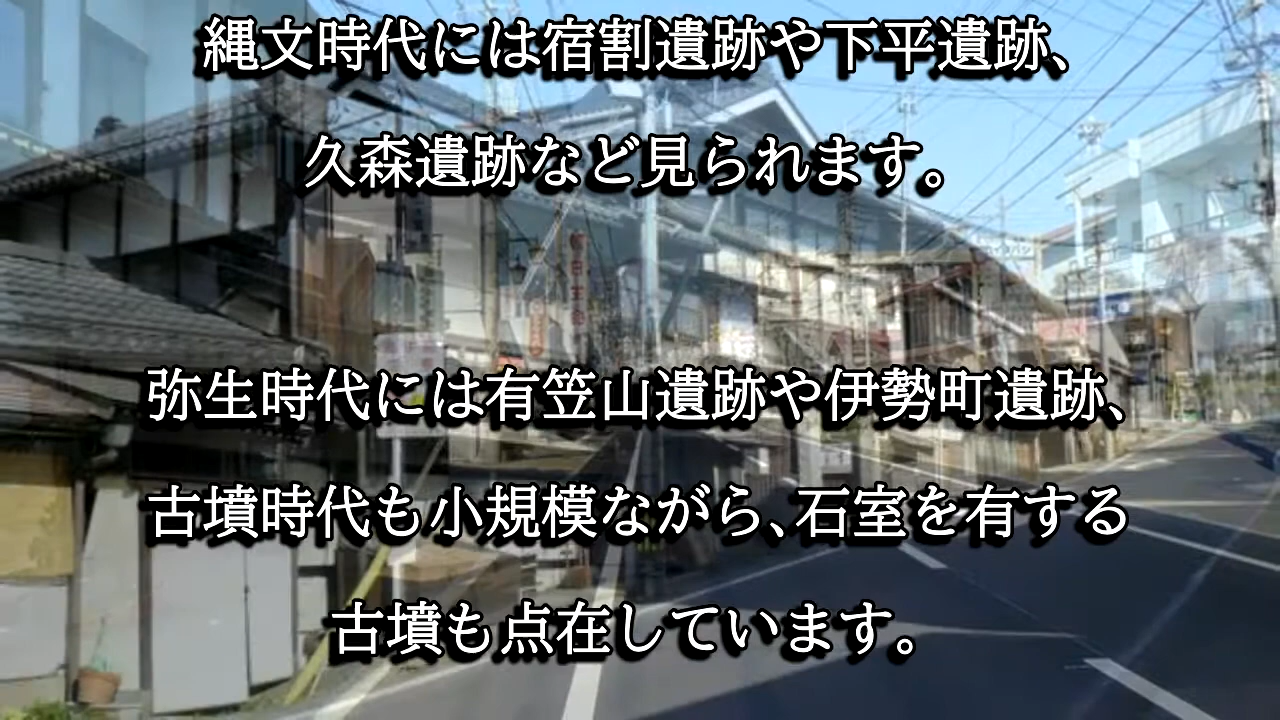 縄文時代には宿割遺跡や下平遺跡、
久森遺跡など見られます。
弥生時代には有笠山遺跡や伊勢町遺跡、
古墳時代も小規模ながら、石室を有する
古墳も点在しています。